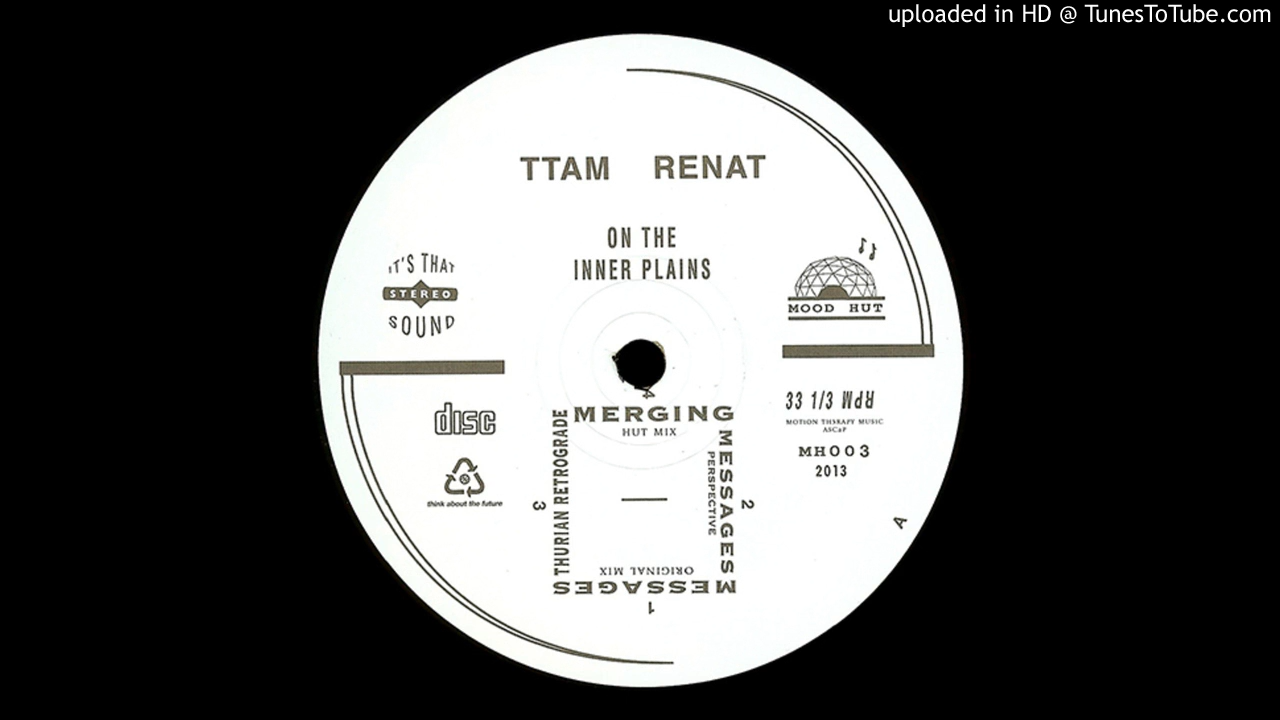 uploaded in HD @ TunesToTube.com
TTAM RENAT
ON THE
INNER PLAINS
IT'S THAT
STEREO
SOUND
MOOD HUT
disc
think about the future
33 1/3 RPM
MOTION TH3RAPY MUSIC
ASCaP
MH003
2013
A
4
MERGING
HUT MIX
MESSAGES
PERSPECTIVE
2
THURIAN RETROGRADE
3
ORIGINAL MIX
MESSAGES
1